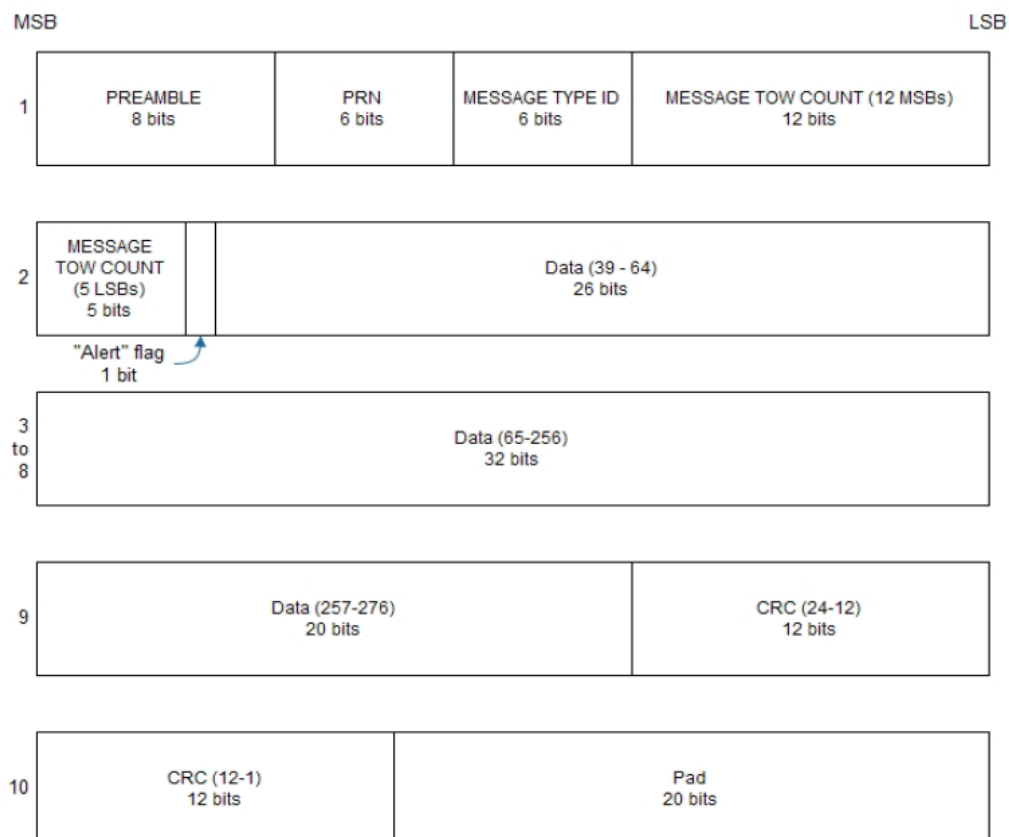 MSB
LSB
1
PREAMBLE
8 bits
PRN
6 bits
MESSAGE TYPE ID
6 bits
MESSAGE TOW COUNT (12 MSBs)
12 bits
2
MESSAGE
TOW COUNT
(5 LSBs)
5 bits
Data (39 - 64)
26 bits
"Alert" flag
1 bit
3
to
8
Data (65-256)
32 bits
9
Data (257-276)
20 bits
CRC (24-12)
12 bits
10
CRC (12-1)
12 bits
Pad
20 bits